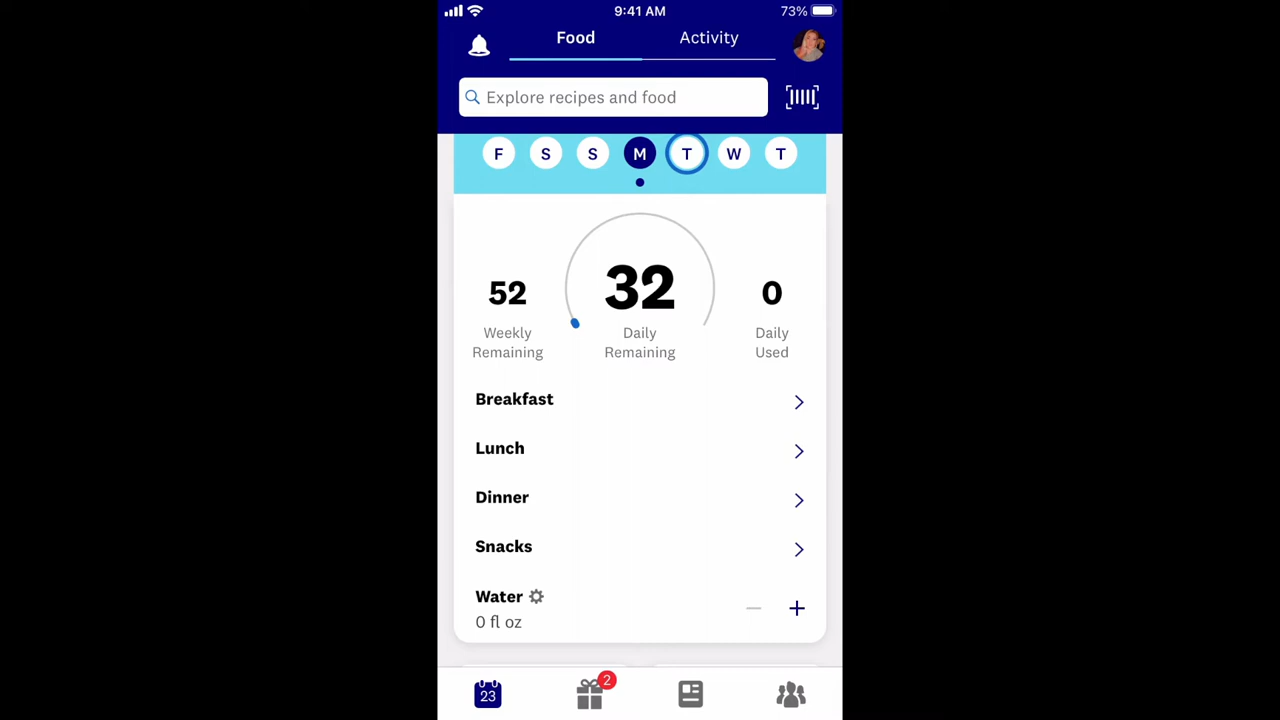 9:41 AM
73%
Food
Activity
Explore recipes and food
F S S M T W T
52
32
0
Weekly
Remaining
Daily
Remaining
Daily
Used
Breakfast
Lunch
Dinner
Snacks
Water
0 fl oz
23
2